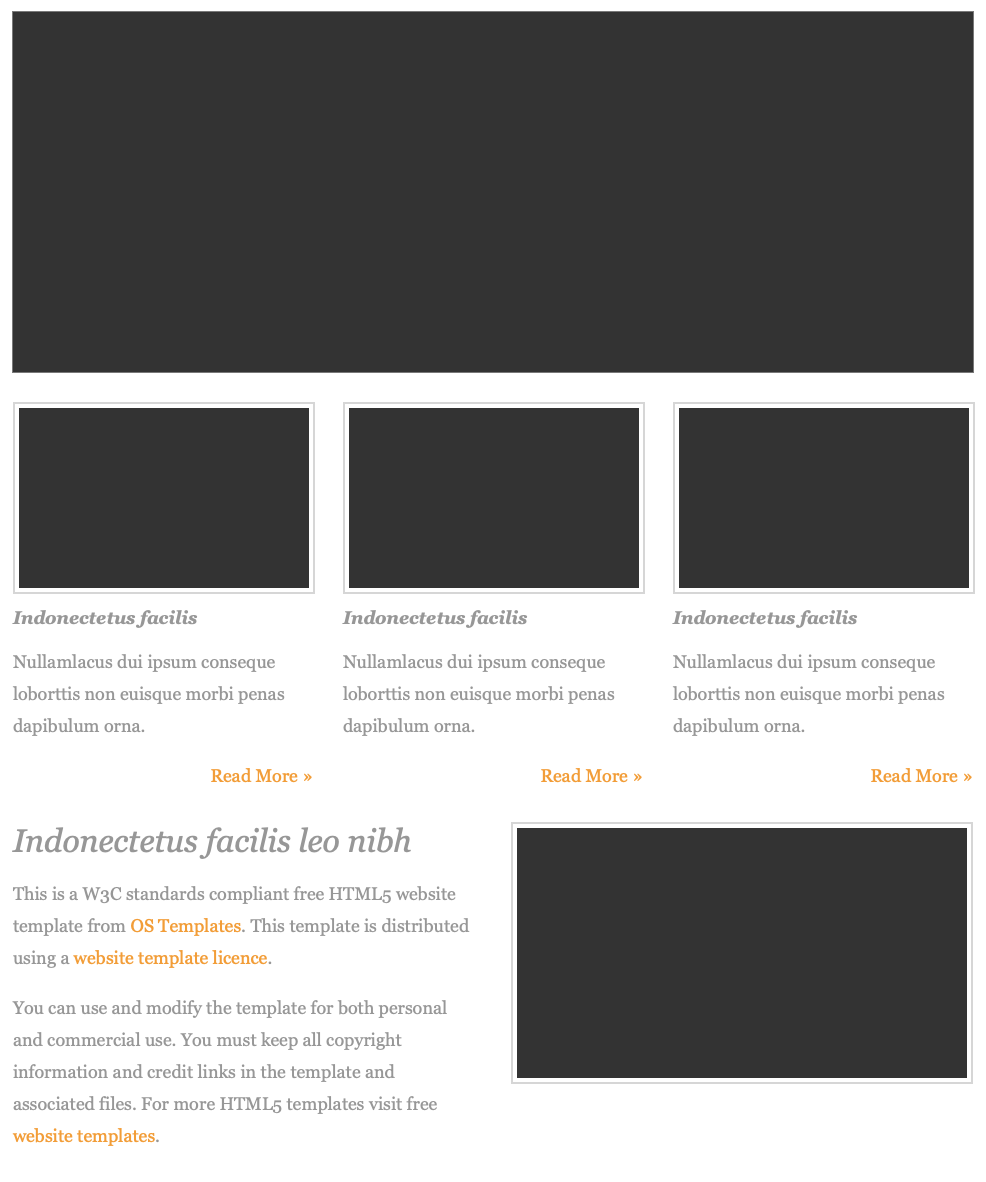 Indonectetus facilis
Nullamlacus dui ipsum conseque
loborttis non euisque morbi penas
dapibulum orna.
Read More »
Indonectetus facilis
Nullamlacus dui ipsum conseque
loborttis non euisque morbi penas
dapibulum orna.
Read More »
Indonectetus facilis
Nullamlacus dui ipsum conseque
loborttis non euisque morbi penas
dapibulum orna.
Read More »
Indonectetus facilis leo nibh
This is a W3C standards compliant free HTML5 website
template from OS Templates. This template is distributed
using a website template licence.
You can use and modify the template for both personal
and commercial use. You must keep all copyright
information and credit links in the template and
associated files. For more HTML5 templates visit free
website templates.